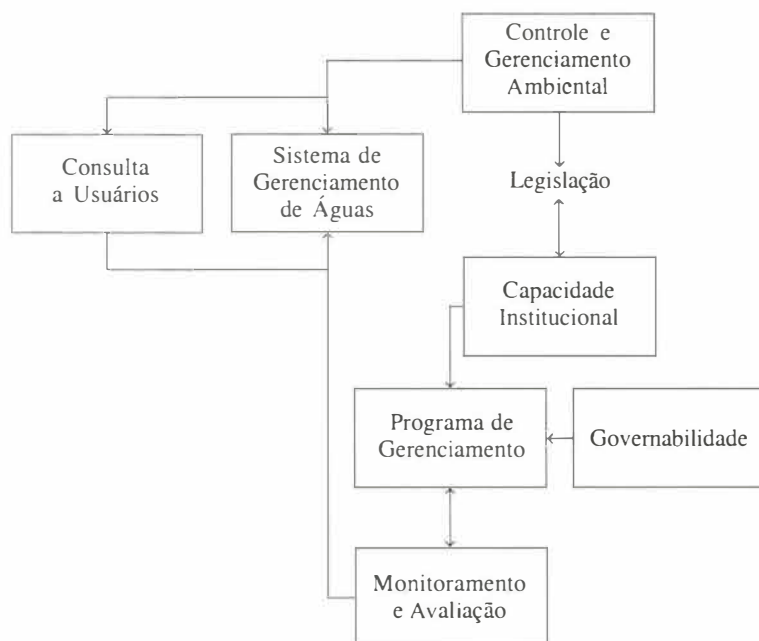 Controle e
Gerenciamento
Ambiental
Consulta
a Usuários
Sistema de
Gerenciamento
de Águas
Legislação
Capacidade
Institucional
Programa de
Gerenciamento
Governabilidade
Monitoramento
e Avaliação